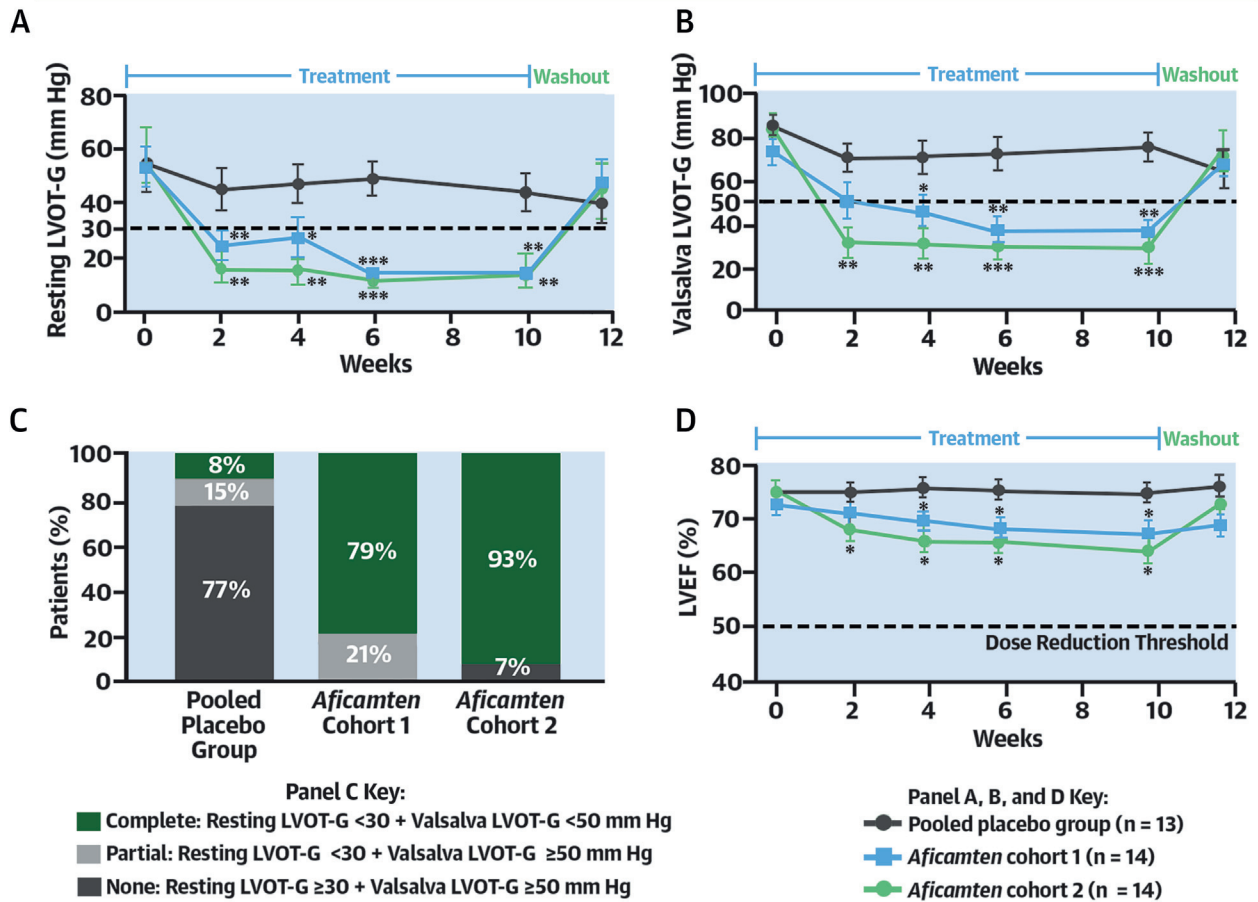 A
Treatment
Washout
Resting LVOT-G (mm Hg)
80
60
40
30
20
0
**
*
***
**
**
**
***
**
0 2 4 6 8 10 12
Weeks
B
Treatment
Washout
Valsalva LVOT-G (mm Hg)
100
80
60
50
40
20
0
*
**
**
**
**
***
***
0 2 4 6 8 10 12
Weeks
C
Patients (%)
100
80
60
40
20
0
8%
15%
77%
79%
21%
93%
7%
Pooled
Placebo
Group
Aficamten
Cohort 1
Aficamten
Cohort 2
Panel C Key:
Complete: Resting LVOT-G <30 + Valsalva LVOT-G <50 mm Hg
Partial: Resting LVOT-G <30 + Valsalva LVOT-G ≥50 mm Hg
None: Resting LVOT-G ≥30 + Valsalva LVOT-G ≥50 mm Hg
D
Treatment
Washout
LVEF (%)
80
70
60
50
40
*
*
*
*
*
*
*
Dose Reduction Threshold
0 2 4 6 8 10 12
Weeks
Panel A, B, and D Key:
Pooled placebo group (n = 13)
Aficamten cohort 1 (n = 14)
Aficamten cohort 2 (n = 14)